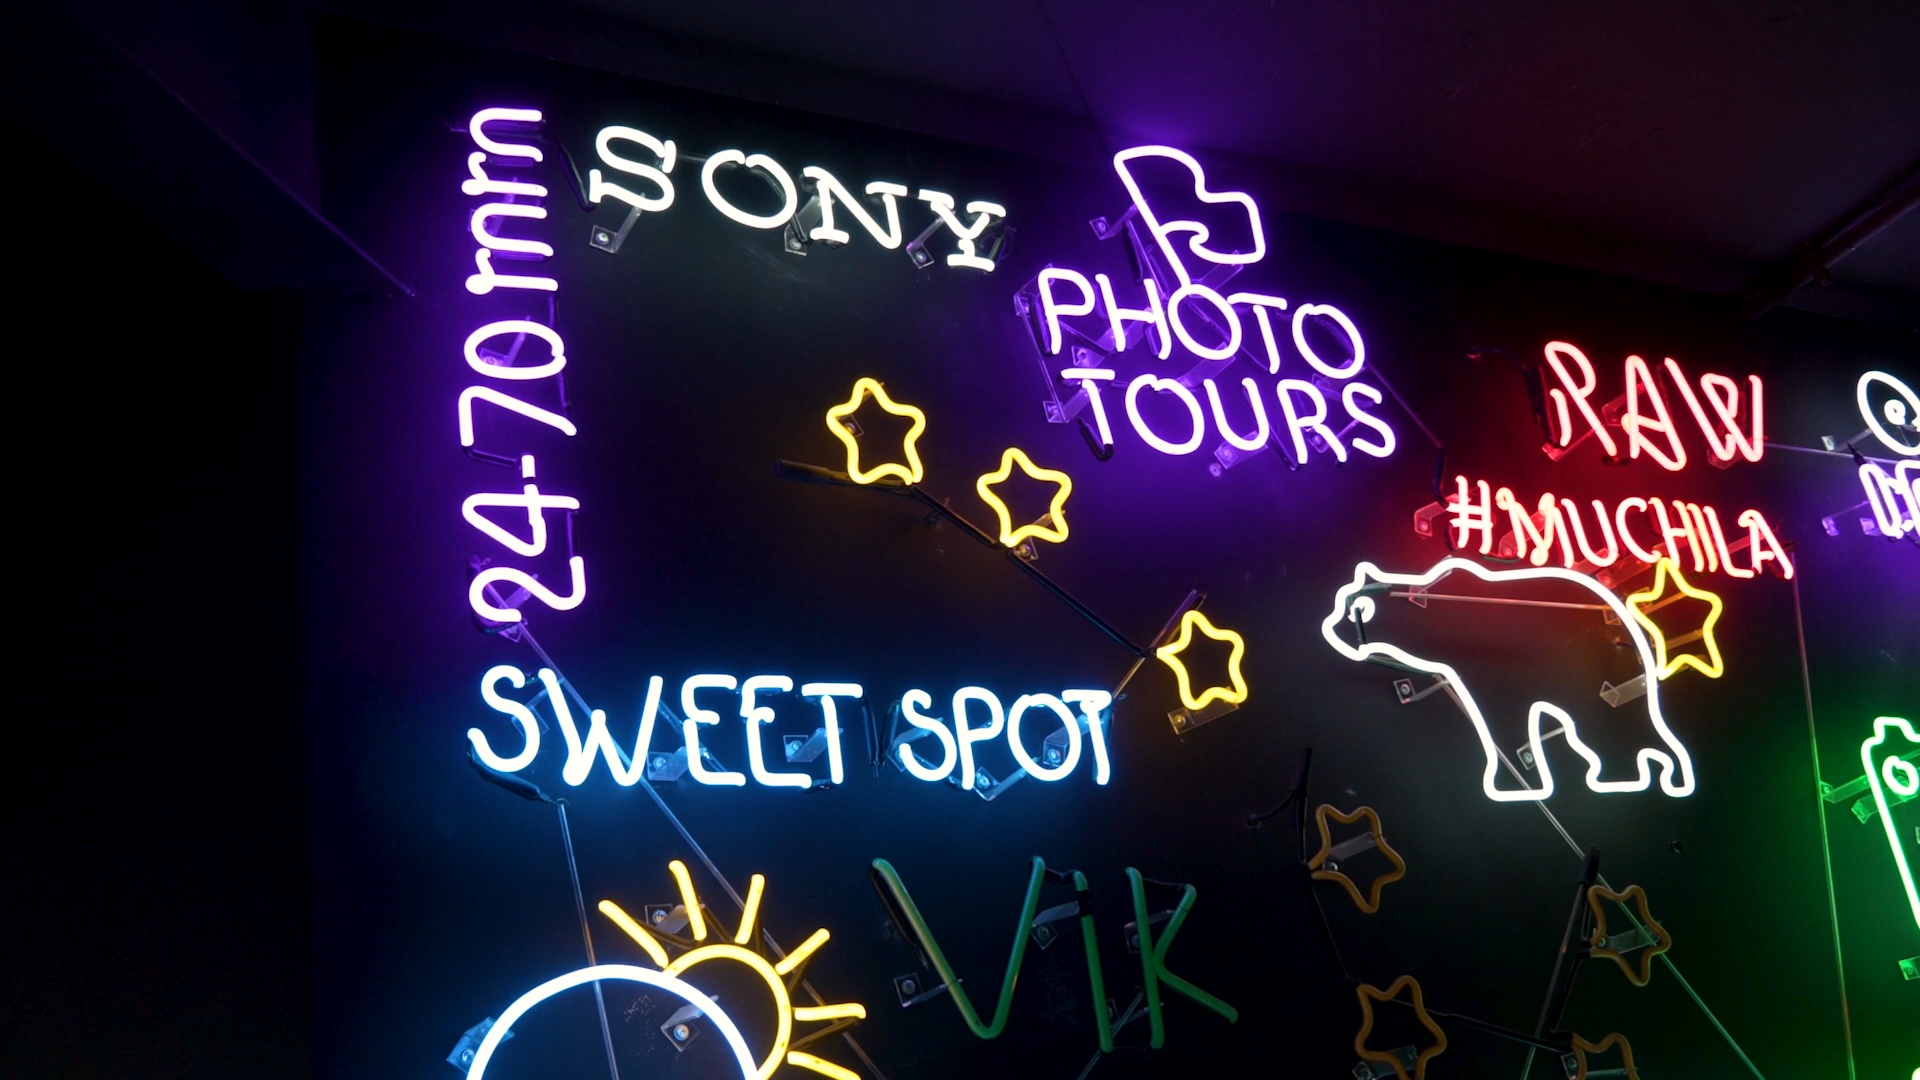 24-70mm
SONY
PHOTO
TOURS
RAW
#MUCHILA
SWEET SPOT
VIK